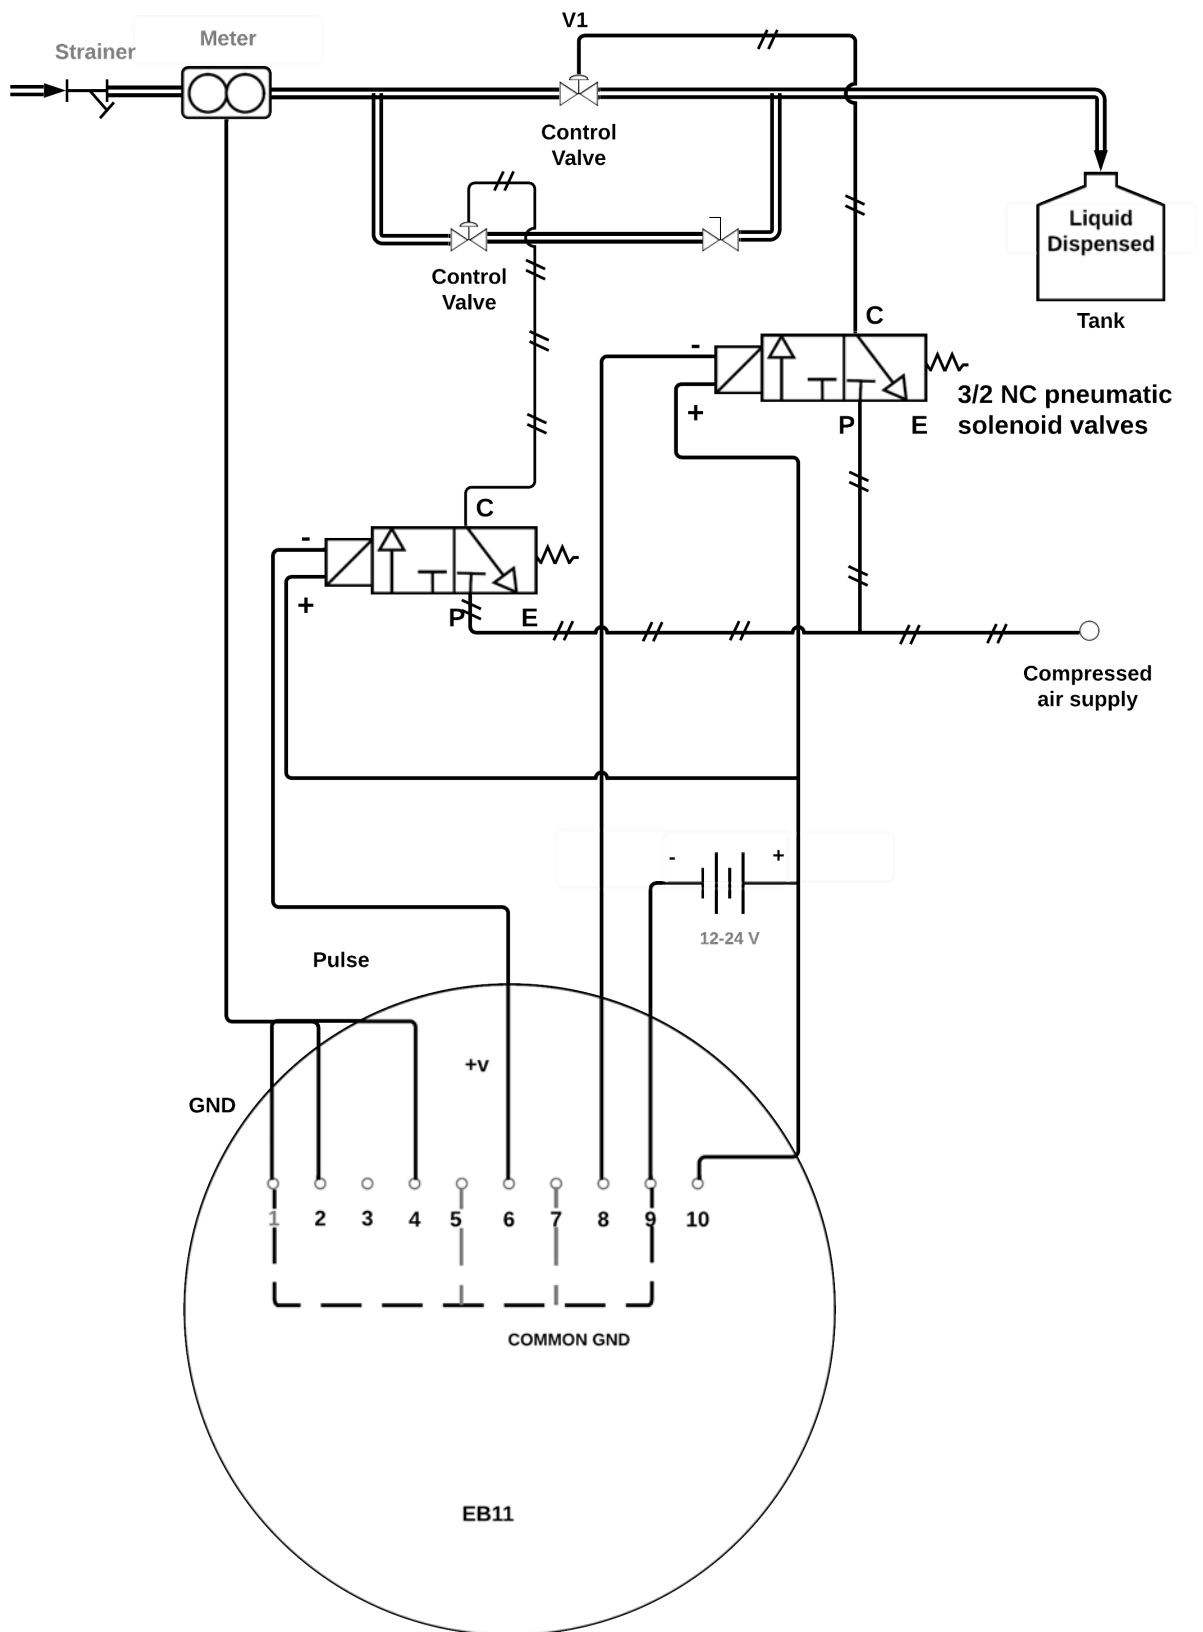 V1
Strainer
Meter
Control
Valve
Liquid
Dispensed
Tank
Control
Valve
C
-
+
P
E
3/2 NC pneumatic
solenoid valves
C
-
+
P
E
Compressed
air supply
-
+
12-24 V
Pulse
+v
GND
1 2 3 4 5 6 7 8 9 10
COMMON GND
EB11